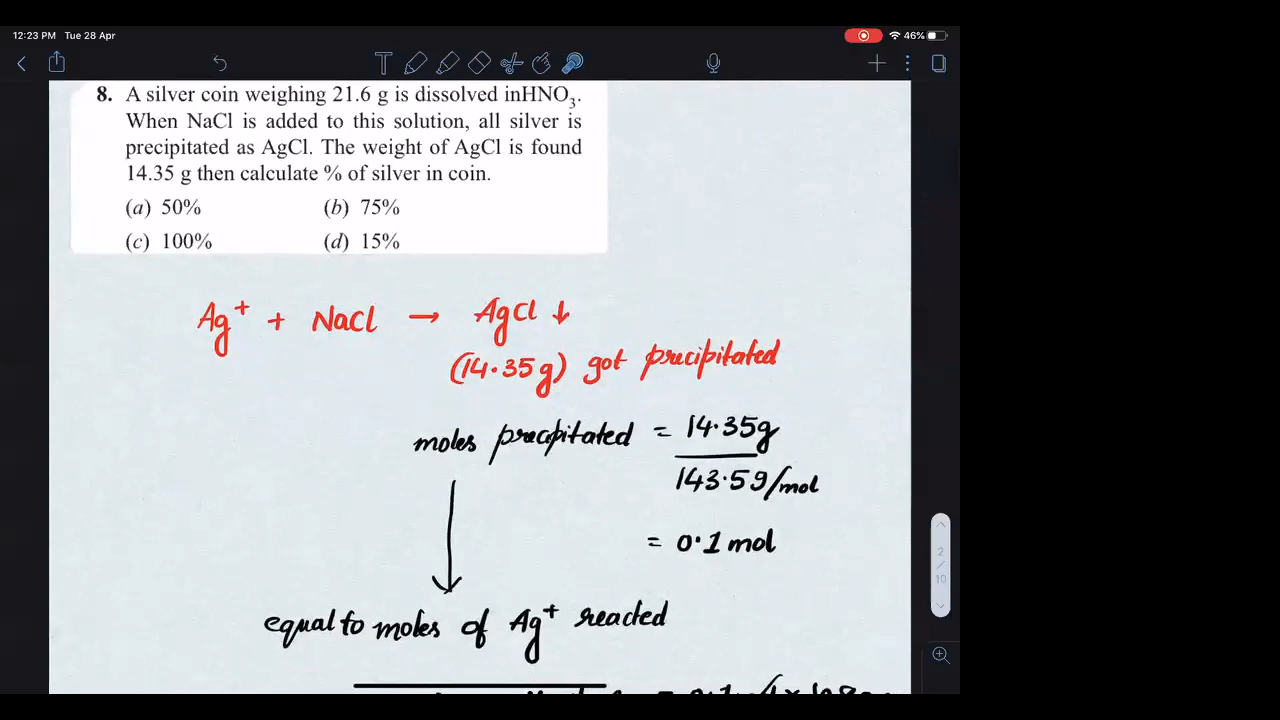 12:23 PM Tue 28 Apr
46%
8. A silver coin weighing 21.6 g is dissolved inHNO₃.
When NaCl is added to this solution, all silver is
precipitated as AgCl. The weight of AgCl is found
14.35 g then calculate % of silver in coin.
(a) 50% (b) 75%
(c) 100% (d) 15%
Ag⁺ + NaCl → AgCl ↓
(14.35g) got precipitated
moles precipitated = 14.35g
143.5g/mol
= 0.1 mol
equal to moles of Ag⁺ reacted
2
/
10